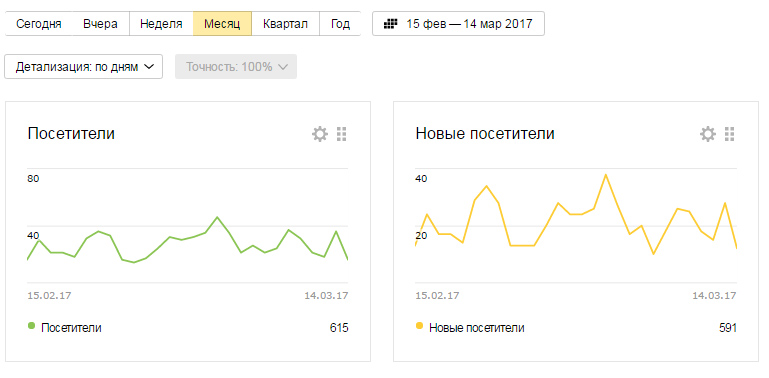 Сегодня Вчера Неделя Месяц Квартал Год 15 фев — 14 мар 2017
Детализация: по дням Точность: 100%
Посетители
80
40
15.02.17 14.03.17
Посетители 615
Новые посетители
40
20
15.02.17 14.03.17
Новые посетители 591